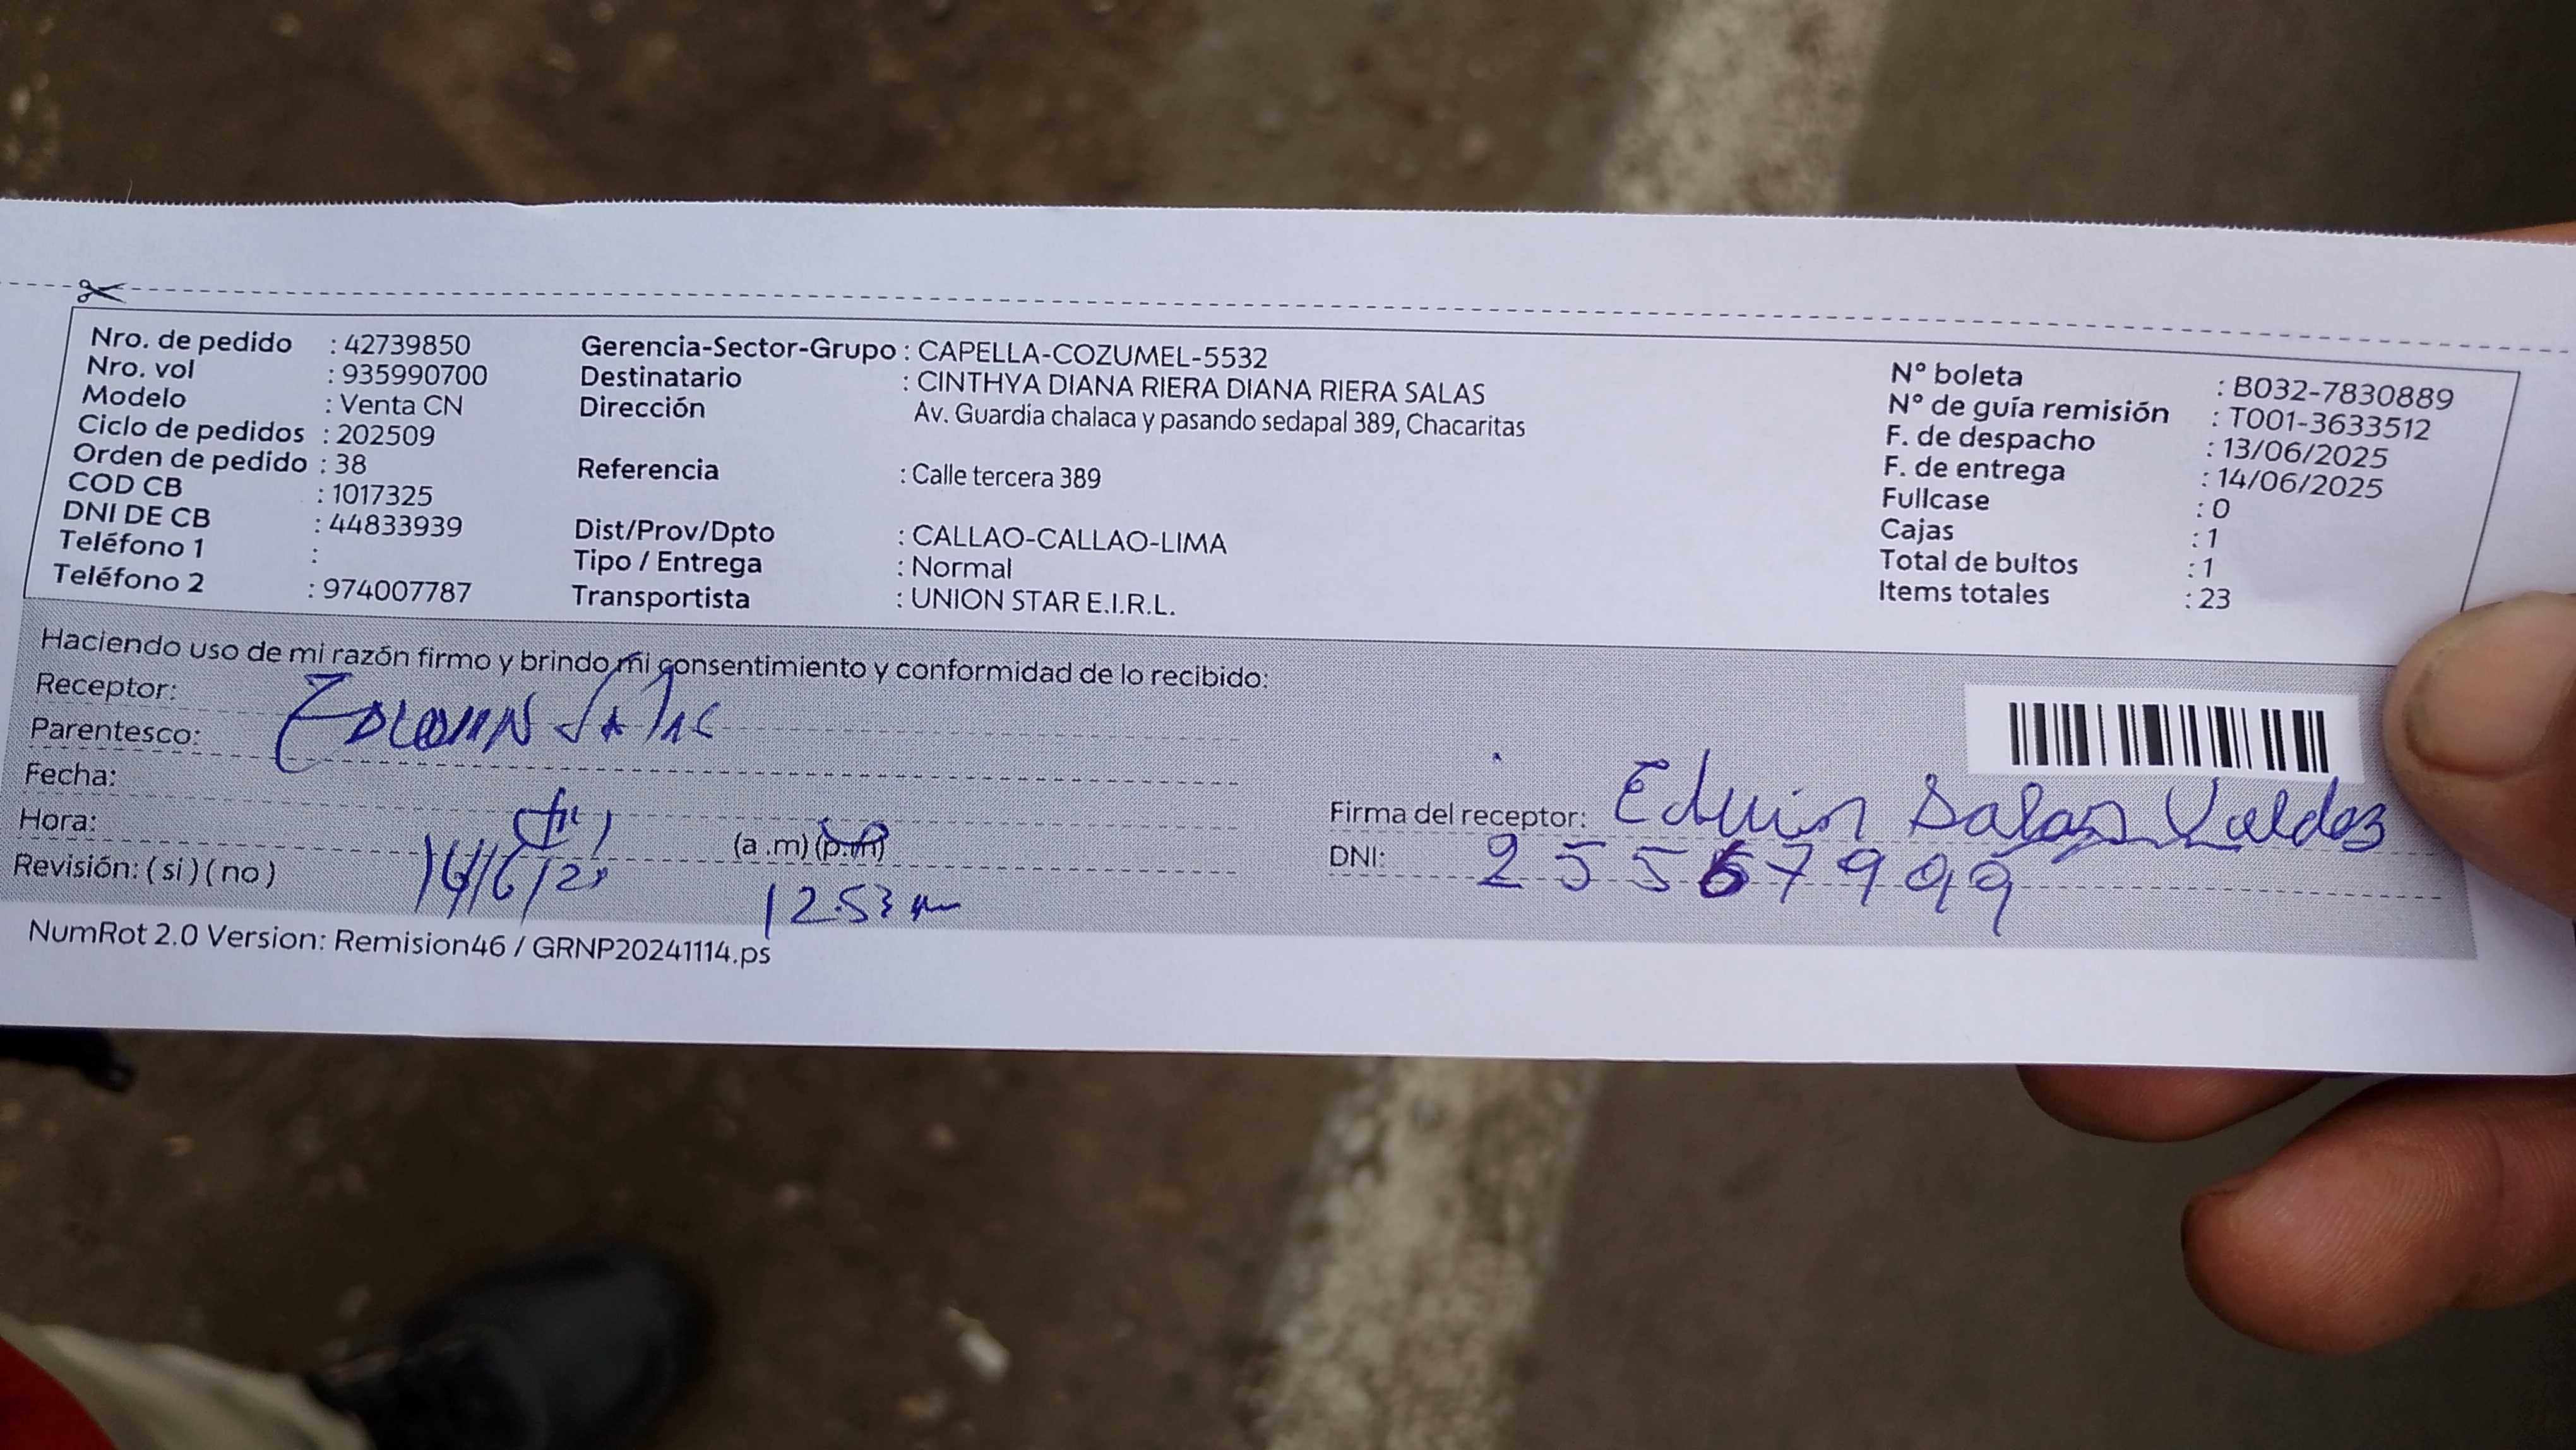 Nro. de pedido : 42739850
Nro. vol : 935990700
Modelo : Venta CN
Ciclo de pedidos : 202509
Orden de pedido : 38
COD CB : 1017325
DNI DE CB : 44833939
Teléfono 1 :
Teléfono 2 : 974007787
Gerencia-Sector-Grupo : CAPELLA-COZUMEL-5532
Destinatario : CINTHYA DIANA RIERA DIANA RIERA SALAS
Dirección Av. Guardia chalaca y pasando sedapal 389, Chacaritas
Referencia : Calle tercera 389
Dist/Prov/Dpto : CALLAO-CALLAO-LIMA
Tipo / Entrega : Normal
Transportista : UNION STAR E.I.R.L.
N° boleta : B032-7830889
N° de guía remisión : T001-3633512
F. de despacho : 13/06/2025
F. de entrega : 14/06/2025
Fullcase : 0
Cajas : 1
Total de bultos : 1
Items totales : 23
Haciendo uso de mi razón firmo y brindo mi consentimiento y conformidad de lo recibido:
Receptor: Salas
Parentesco:
Fecha:
Hora: (a .m) (p.m)
Revisión: ( si ) ( no )
12.53
Firma del receptor: Eduin Salas Valdez
DNI: 25567999
NumRot 2.0 Version: Remision46 / GRNP20241114.ps